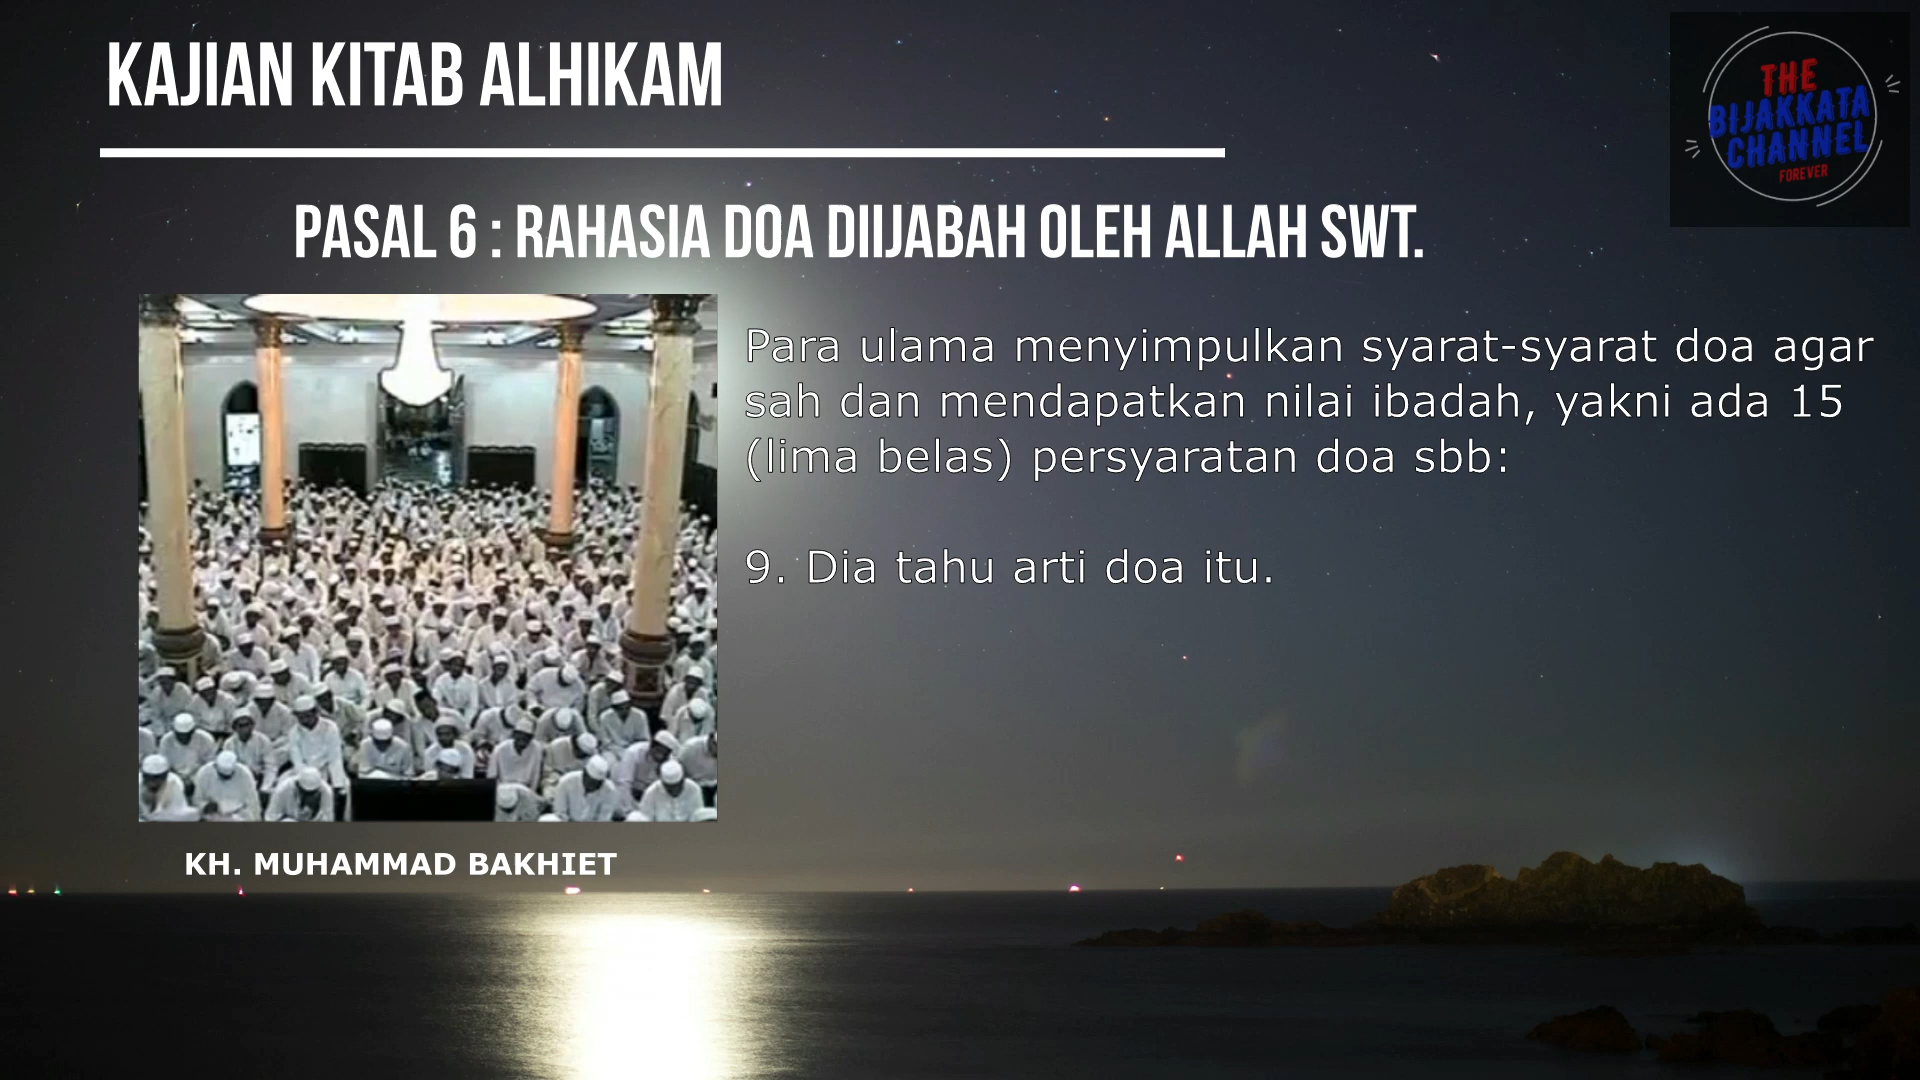 KAJIAN KITAB ALHIKAM
THE
BIJAKKATA
CHANNEL
FOREVER
PASAL 6 : RAHASIA DOA DIIJABAH OLEH ALLAH SWT.
Para ulama menyimpulkan syarat-syarat doa agar
sah dan mendapatkan nilai ibadah, yakni ada 15
(lima belas) persyaratan doa sbb:
9. Dia tahu arti doa itu.
KH. MUHAMMAD BAKHIET